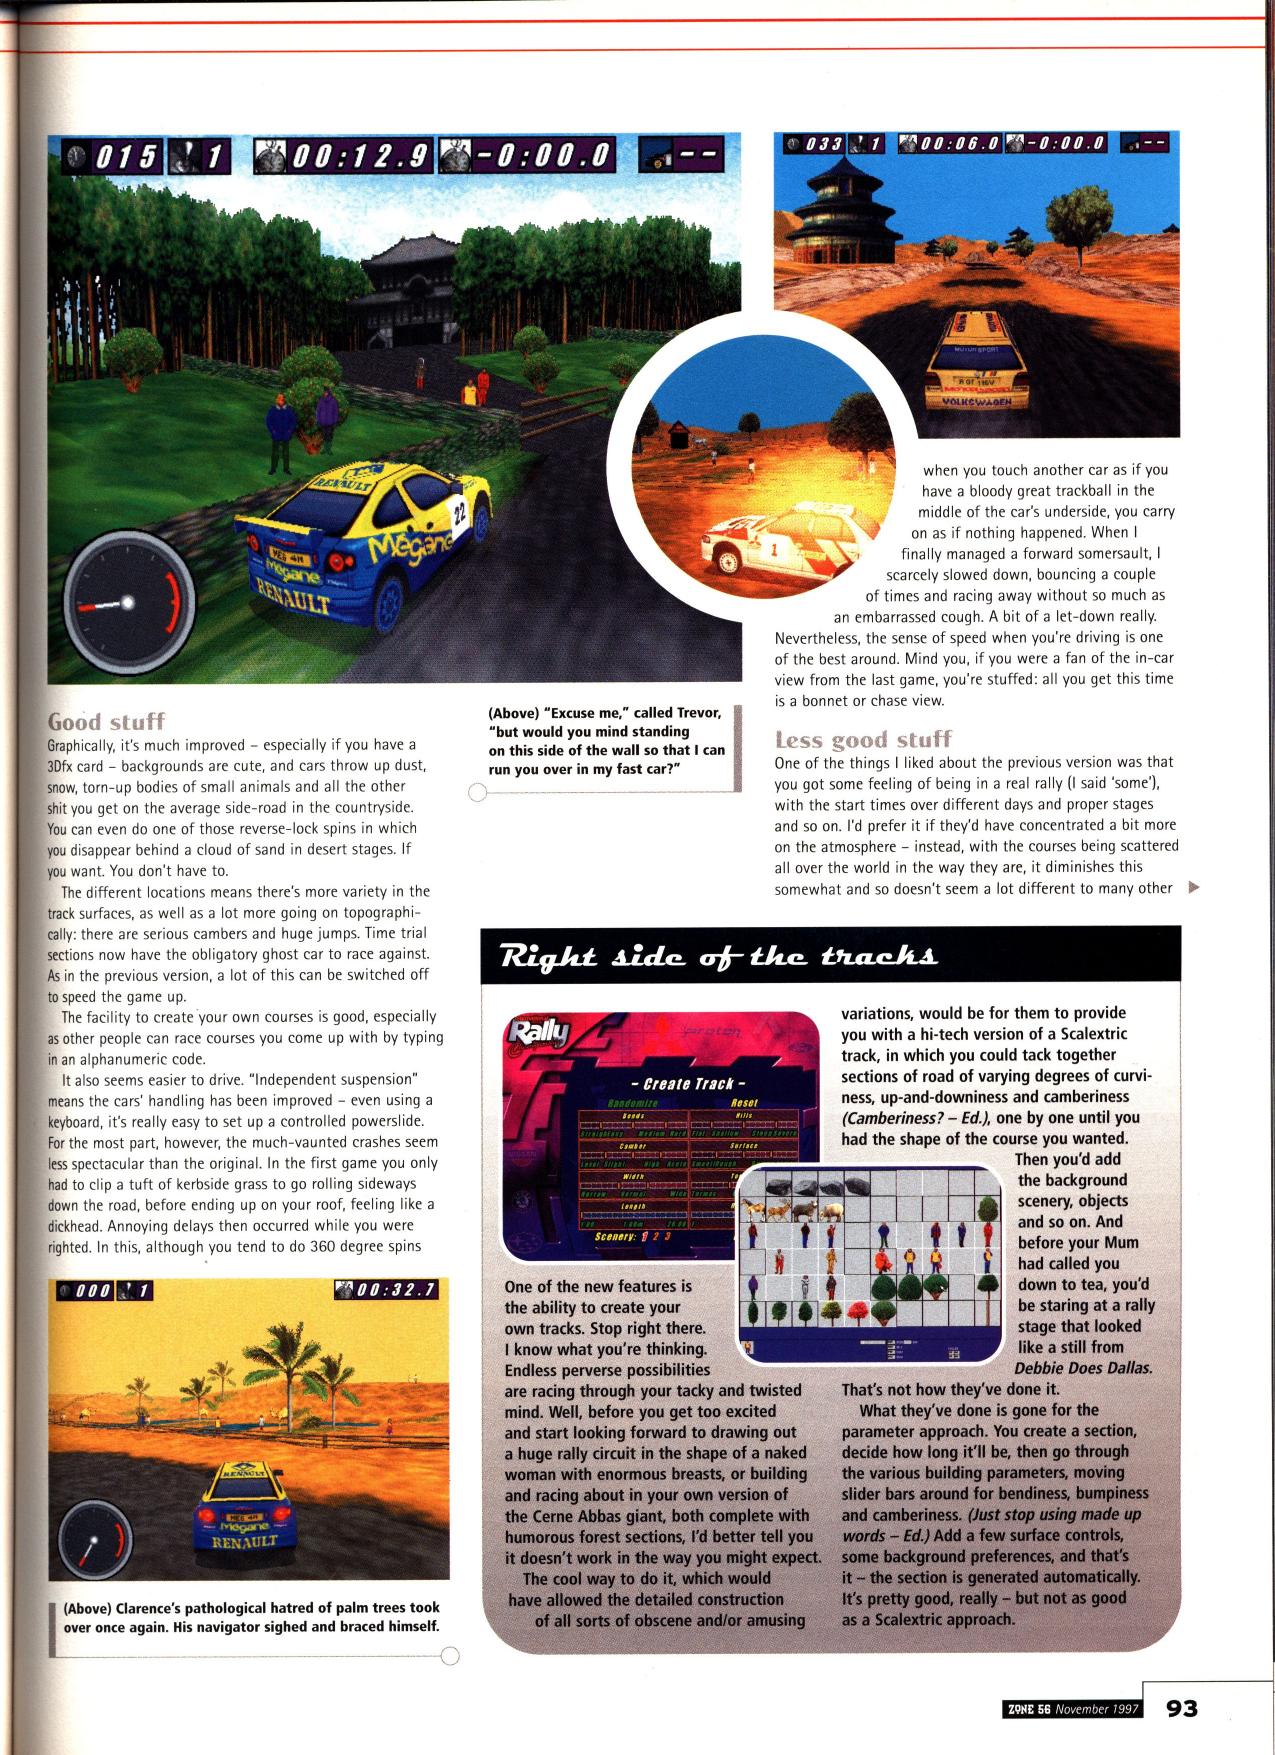 015 1 00:12.9 -0:00.0 --
033 1 00:06.0 -0:00.0 --
RENAULT
22
Mégane
MEG 4N
Mégane
RENAULT
1
MOTORSPORT
VOLKSWAGEN
Good stuff
Graphically, it's much improved – especially if you have a
3Dfx card – backgrounds are cute, and cars throw up dust,
snow, torn-up bodies of small animals and all the other
shit you get on the average side-road in the countryside.
You can even do one of those reverse-lock spins in which
you disappear behind a cloud of sand in desert stages. If
you want. You don't have to.
The different locations means there's more variety in the
track surfaces, as well as a lot more going on topographi-
cally: there are serious cambers and huge jumps. Time trial
sections now have the obligatory ghost car to race against.
As in the previous version, a lot of this can be switched off
to speed the game up.
The facility to create your own courses is good, especially
as other people can race courses you come up with by typing
in an alphanumeric code.
It also seems easier to drive. "Independent suspension"
means the cars' handling has been improved – even using a
keyboard, it's really easy to set up a controlled powerslide.
For the most part, however, the much-vaunted crashes seem
less spectacular than the original. In the first game you only
had to clip a tuft of kerbside grass to go rolling sideways
down the road, before ending up on your roof, feeling like a
dickhead. Annoying delays then occurred while you were
righted. In this, although you tend to do 360 degree spins
000 1 00:32.7
RENAULT
MEG 4N
Mégane
RENAULT
(Above) Clarence's pathological hatred of palm trees took
over once again. His navigator sighed and braced himself.
(Above) "Excuse me," called Trevor,
"but would you mind standing
on this side of the wall so that I can
run you over in my fast car?"
when you touch another car as if you
have a bloody great trackball in the
middle of the car's underside, you carry
on as if nothing happened. When I
finally managed a forward somersault, I
scarcely slowed down, bouncing a couple
of times and racing away without so much as
an embarrassed cough. A bit of a let-down really.
Nevertheless, the sense of speed when you're driving is one
of the best around. Mind you, if you were a fan of the in-car
view from the last game, you're stuffed: all you get this time
is a bonnet or chase view.
Less good stuff
One of the things I liked about the previous version was that
you got some feeling of being in a real rally (I said 'some'),
with the start times over different days and proper stages
and so on. I'd prefer it if they'd have concentrated a bit more
on the atmosphere – instead, with the courses being scattered
all over the world in the way they are, it diminishes this
somewhat and so doesn't seem a lot different to many other
Right side of the tracks
Rally
proton
– Create Track –
Randomize Reset
Bends Hills
Camber Surface
Width
Length
Scenery: 1 2 3
One of the new features is
the ability to create your
own tracks. Stop right there.
I know what you're thinking.
Endless perverse possibilities
are racing through your tacky and twisted
mind. Well, before you get too excited
and start looking forward to drawing out
a huge rally circuit in the shape of a naked
woman with enormous breasts, or building
and racing about in your own version of
the Cerne Abbas giant, both complete with
humorous forest sections, I'd better tell you
it doesn't work in the way you might expect.
The cool way to do it, which would
have allowed the detailed construction
of all sorts of obscene and/or amusing
variations, would be for them to provide
you with a hi-tech version of a Scalextric
track, in which you could tack together
sections of road of varying degrees of curvi-
ness, up-and-downiness and camberiness
(Camberiness? – Ed.), one by one until you
had the shape of the course you wanted.
Then you'd add
the background
scenery, objects
and so on. And
before your Mum
had called you
down to tea, you'd
be staring at a rally
stage that looked
like a still from
Debbie Does Dallas.
That's not how they've done it.
What they've done is gone for the
parameter approach. You create a section,
decide how long it'll be, then go through
the various building parameters, moving
slider bars around for bendiness, bumpiness
and camberiness. (Just stop using made up
words – Ed.) Add a few surface controls,
some background preferences, and that's
it – the section is generated automatically.
It's pretty good, really – but not as good
as a Scalextric approach.
ZONE 56 November 1997 93